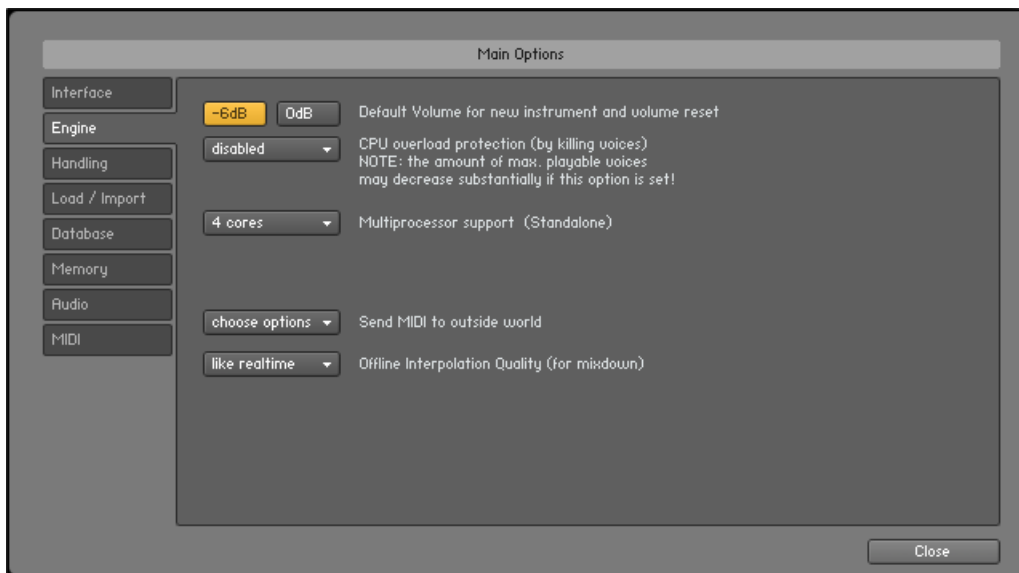 Main Options
Interface
Engine
Handling
Load / Import
Database
Memory
Audio
MIDI
-6dB 0dB Default Volume for new instrument and volume reset
disabled CPU overload protection (by killing voices)
NOTE: the amount of max. playable voices
may decrease substantially if this option is set!
4 cores Multiprocessor support (Standalone)
choose options Send MIDI to outside world
like realtime Offline Interpolation Quality (for mixdown)
Close